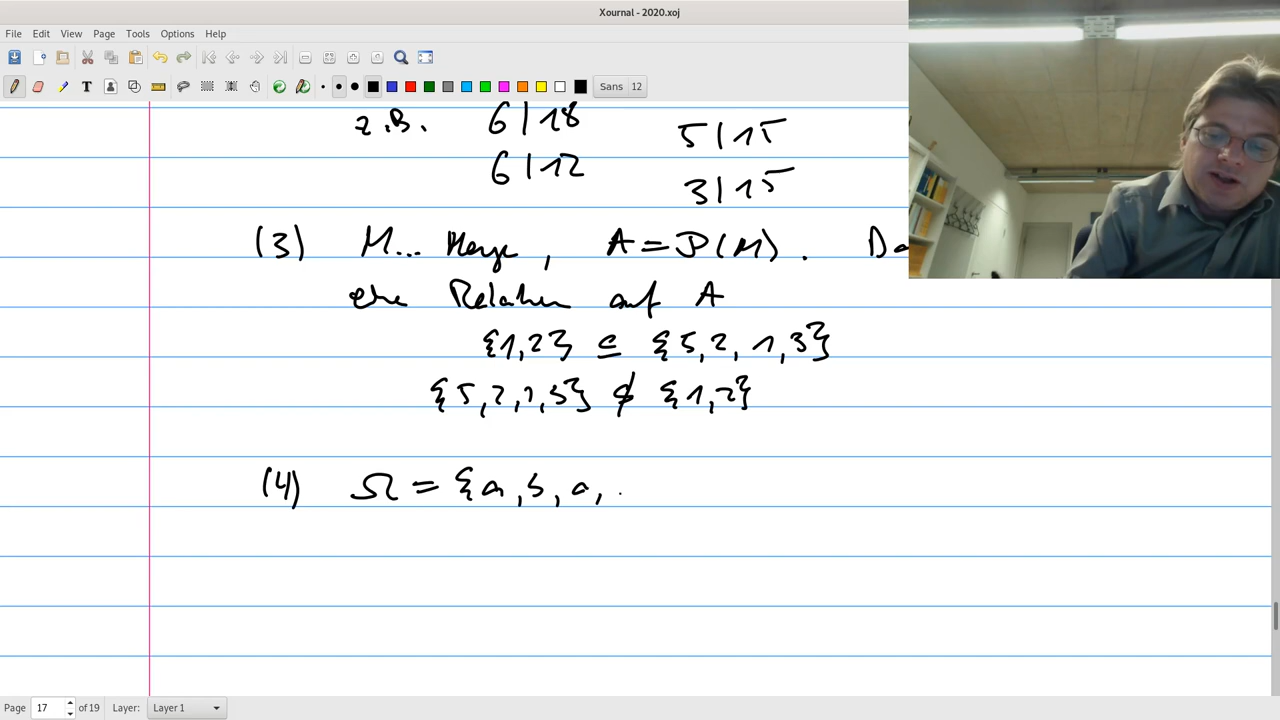 Xournal - 2020.xoj
File Edit View Page Tools Options Help
Sans 12
z.B. 6|18 5|15
6|12 3|15
(3) M... Menge, A = P(M). Da
eine Relation auf A
{1,2} ⊆ {5,2,1,3}
{5,2,1,3} ⊄ {1,2}
(4) Ω = {a, b, a, .
Page 17 of 19 Layer: Layer 1